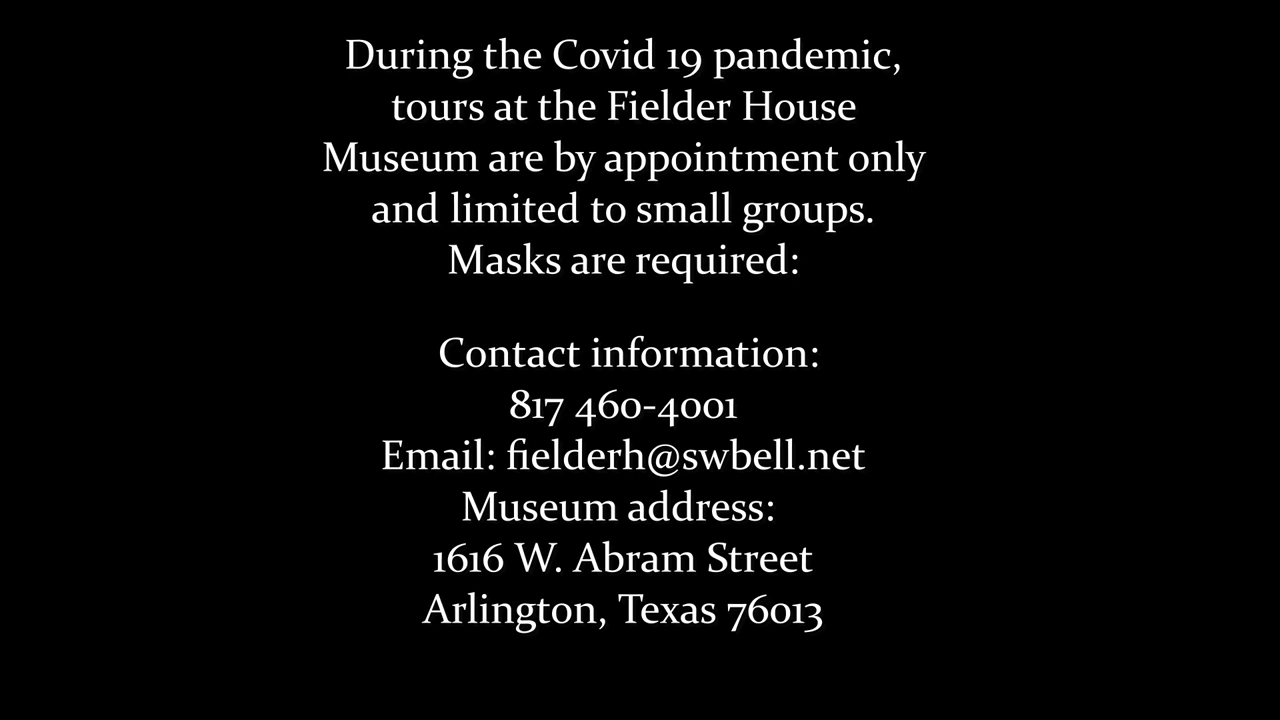 During the Covid 19 pandemic,
tours at the Fielder House
Museum are by appointment only
and limited to small groups.
Masks are required:
Contact information:
817 460-4001
Email: fielderh@swbell.net
Museum address:
1616 W. Abram Street
Arlington, Texas 76013